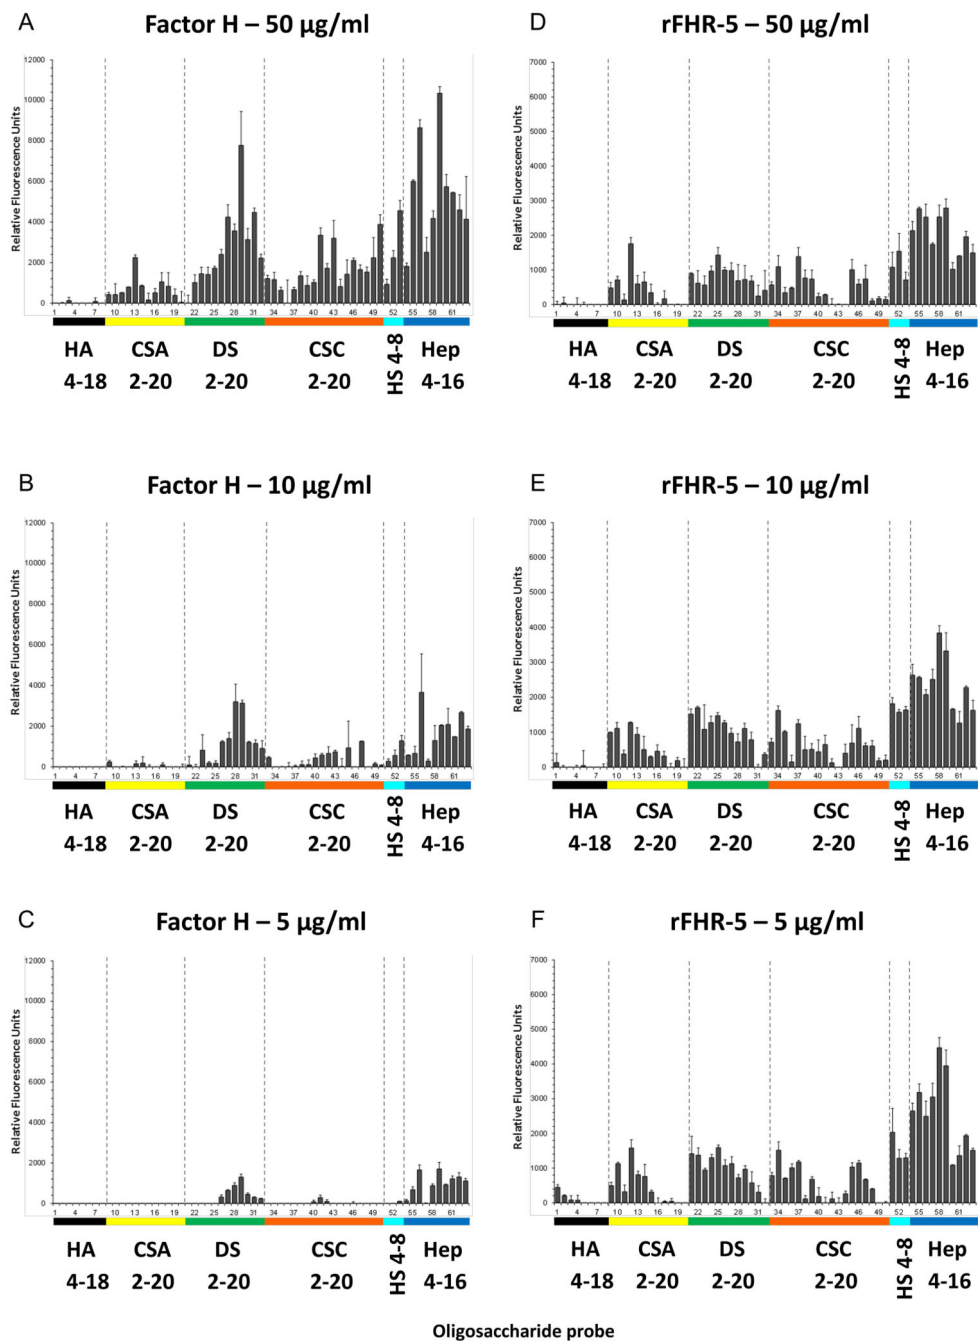 A
Factor H – 50 µg/ml
Relative Fluorescence Units
12000
10000
8000
6000
4000
2000
0
1 4 7 10 13 16 19 22 25 28 31 34 37 40 43 46 49 52 55 58 61
HA CSA DS CSC HS 4-8 Hep
4-18 2-20 2-20 2-20 4-16
D
rFHR-5 – 50 µg/ml
Relative Fluorescence Units
7000
6000
5000
4000
3000
2000
1000
0
1 4 7 10 13 16 19 22 25 28 31 34 37 40 43 46 49 52 55 58 61
HA CSA DS CSC HS 4-8 Hep
4-18 2-20 2-20 2-20 4-16
B
Factor H – 10 µg/ml
Relative Fluorescence Units
12000
10000
8000
6000
4000
2000
0
1 4 7 10 13 16 19 22 25 28 31 34 37 40 43 46 49 52 55 58 61
HA CSA DS CSC HS 4-8 Hep
4-18 2-20 2-20 2-20 4-16
E
rFHR-5 – 10 µg/ml
Relative Fluorescence Units
7000
6000
5000
4000
3000
2000
1000
0
1 4 7 10 13 16 19 22 25 28 31 34 37 40 43 46 49 52 55 58 61
HA CSA DS CSC HS 4-8 Hep
4-18 2-20 2-20 2-20 4-16
C
Factor H – 5 µg/ml
Relative Fluorescence Units
12000
10000
8000
6000
4000
2000
0
1 4 7 10 13 16 19 22 25 28 31 34 37 40 43 46 49 52 55 58 61
HA CSA DS CSC HS 4-8 Hep
4-18 2-20 2-20 2-20 4-16
F
rFHR-5 – 5 µg/ml
Relative Fluorescence Units
7000
6000
5000
4000
3000
2000
1000
0
1 4 7 10 13 16 19 22 25 28 31 34 37 40 43 46 49 52 55 58 61
HA CSA DS CSC HS 4-8 Hep
4-18 2-20 2-20 2-20 4-16
Oligosaccharide probe